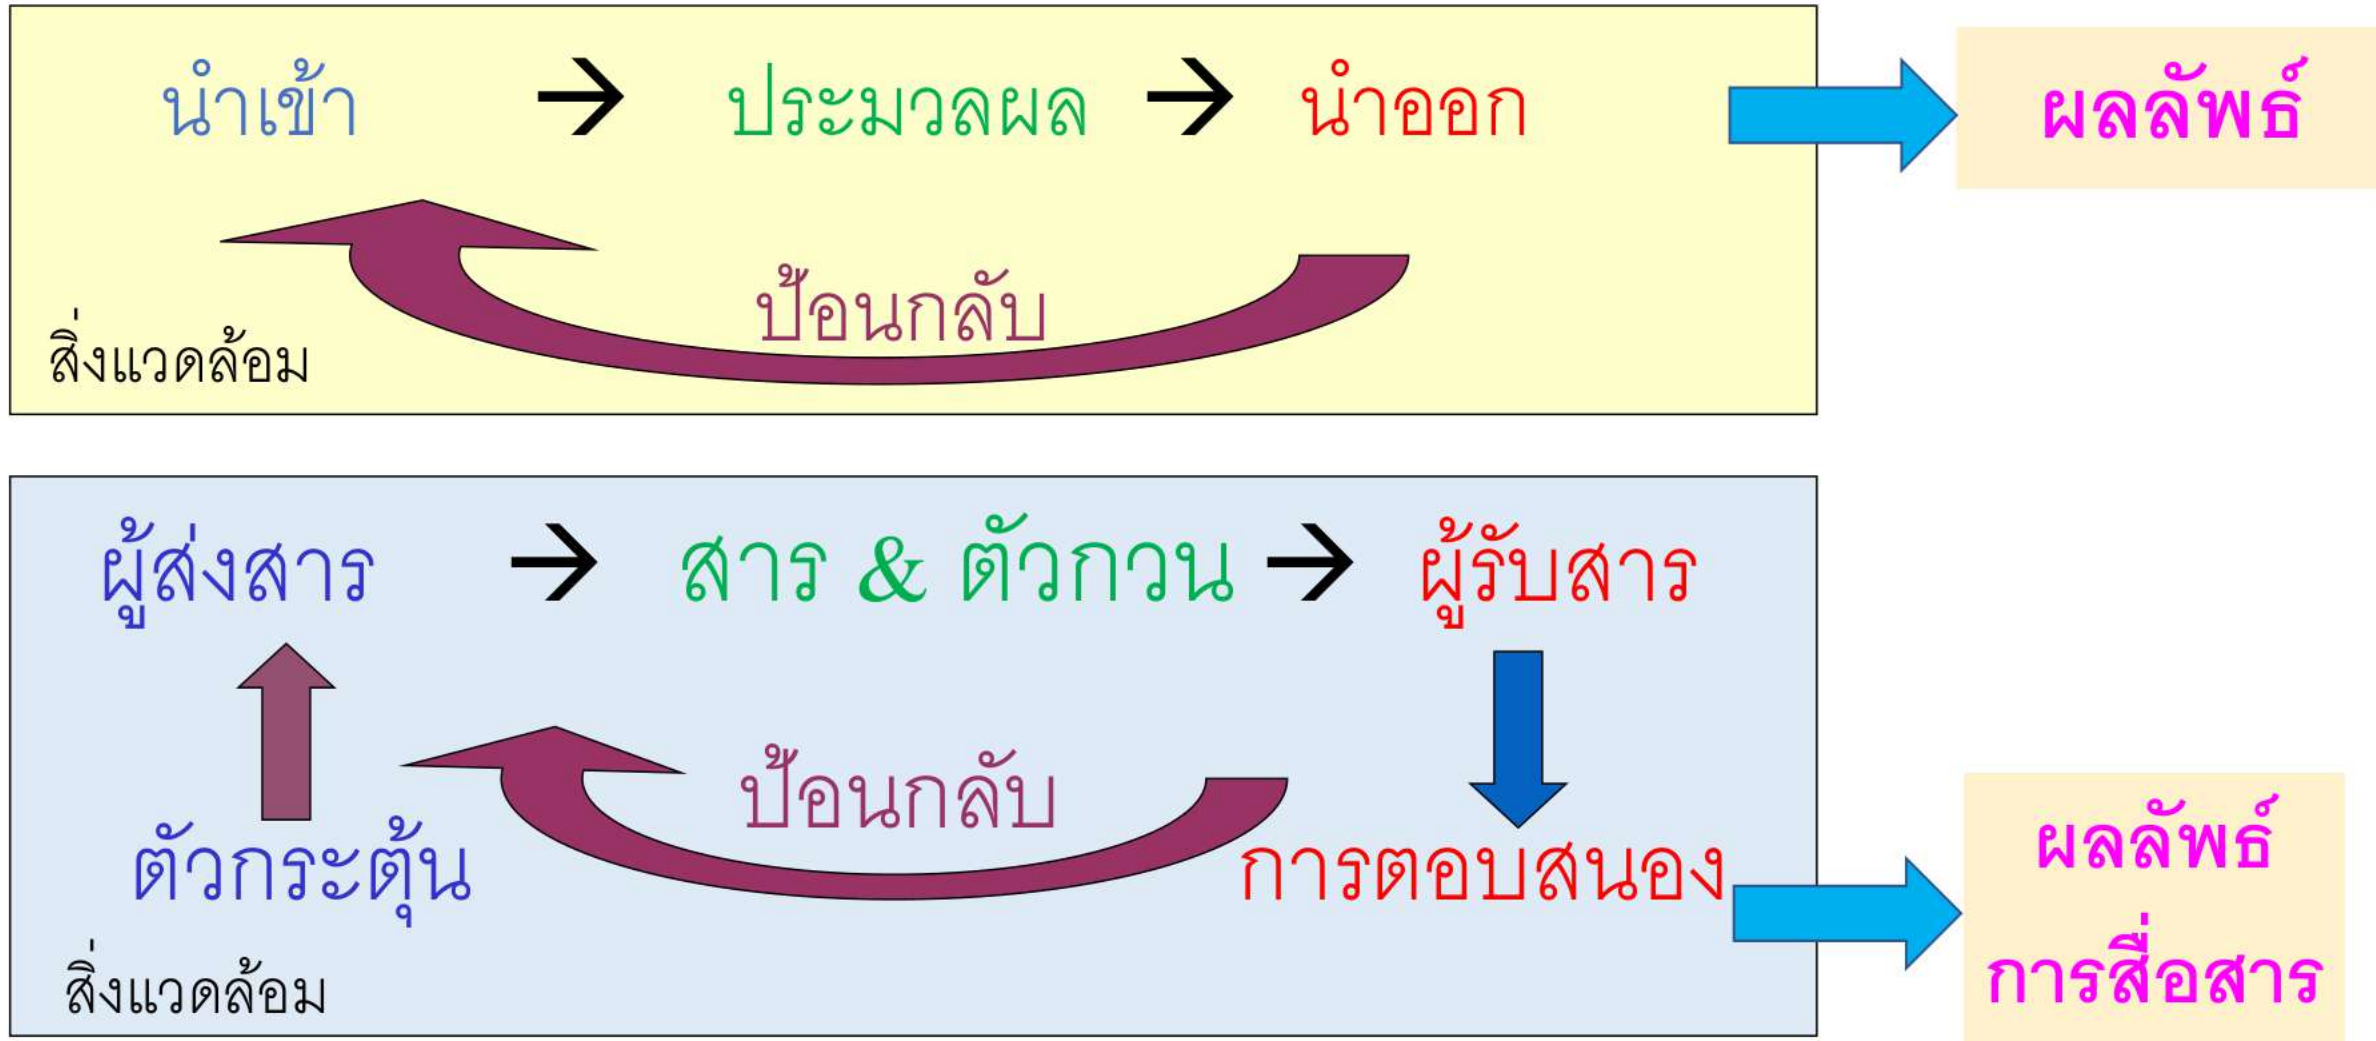 นำเข้า → ประมวลผล → นำออก
ผลลัพธ์
ป้อนกลับ
สิ่งแวดล้อม
ผู้ส่งสาร → สาร & ตัวกวน → ผู้รับสาร
ป้อนกลับ
ตัวกระตุ้น
การตอบสนอง
ผลลัพธ์
การสื่อสาร
สิ่งแวดล้อม